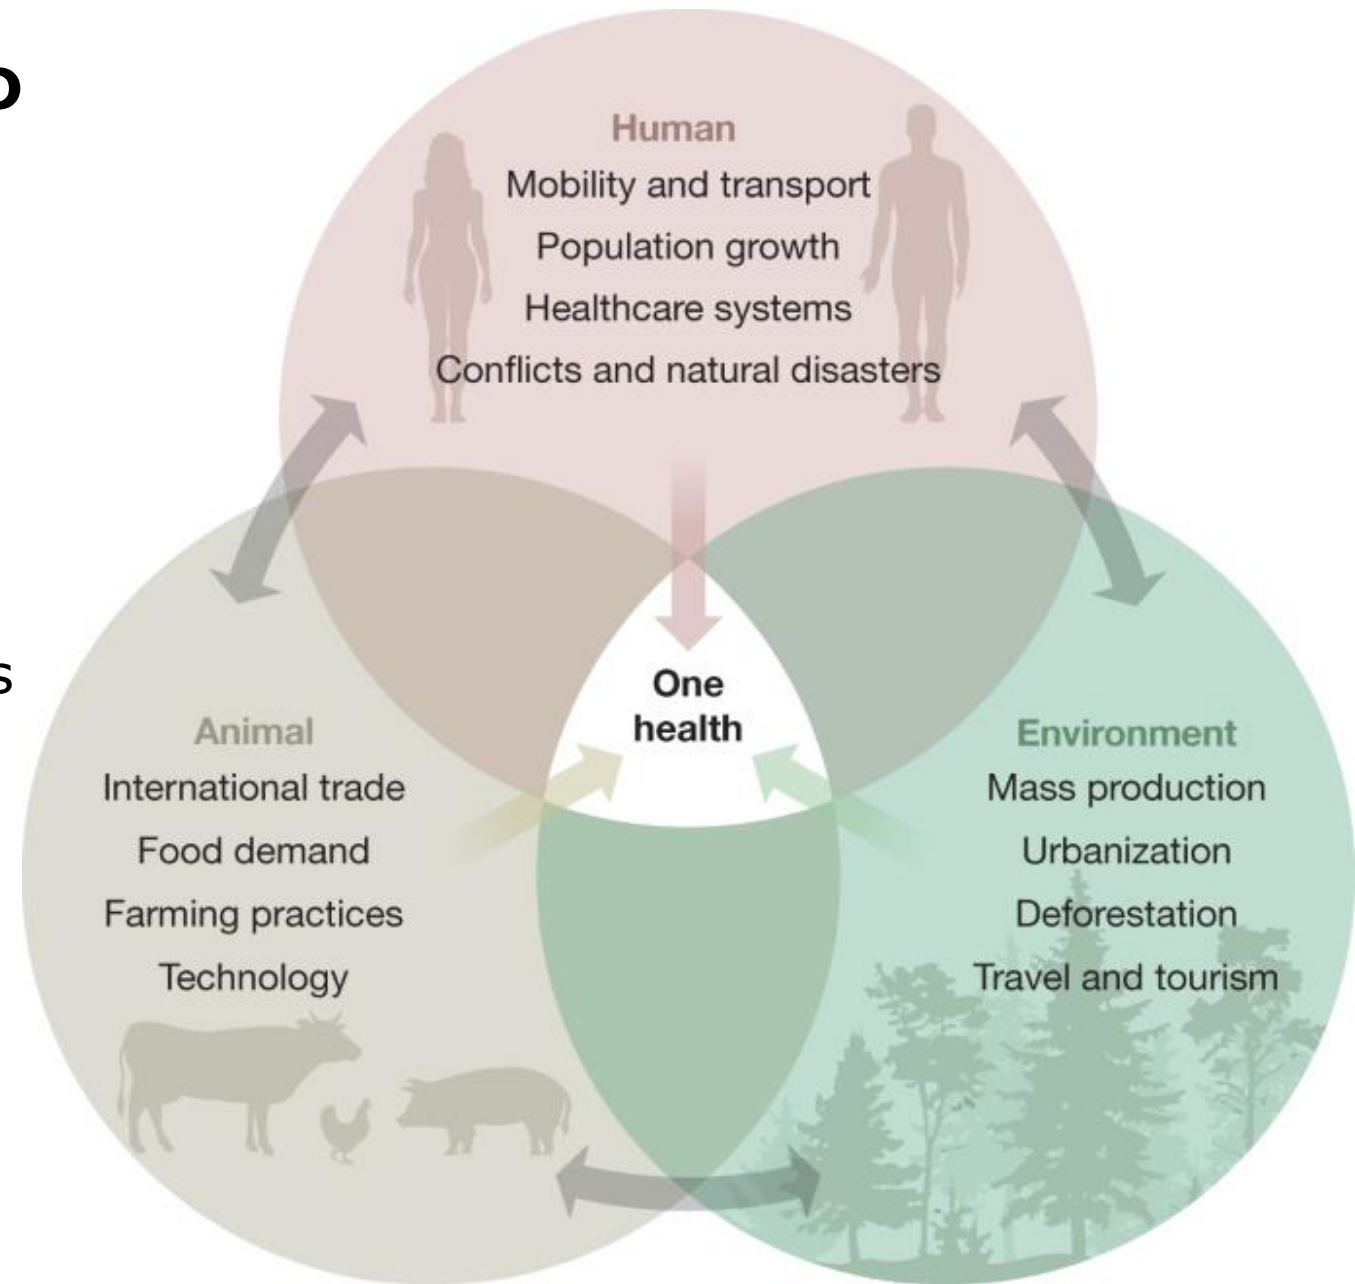 Human
Mobility and transport
Population growth
Healthcare systems
Conflicts and natural disasters
One
health
Animal
International trade
Food demand
Farming practices
Technology
Environment
Mass production
Urbanization
Deforestation
Travel and tourism